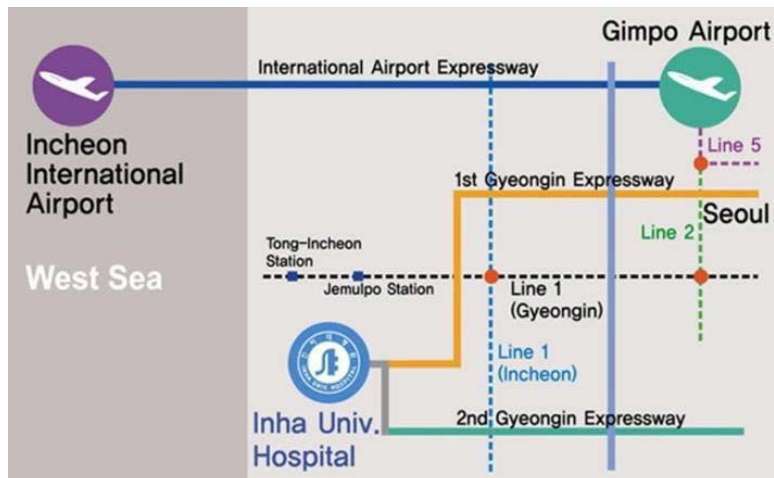 Gimpo Airport
International Airport Expressway
Incheon
International
Airport
Line 5
1st Gyeongin Expressway
Seoul
Line 2
Tong-Incheon
Station
West Sea
Jemulpo Station
Line 1
(Gyeongin)
Line 1
(Incheon)
Inha Univ.
Hospital
2nd Gyeongin Expressway